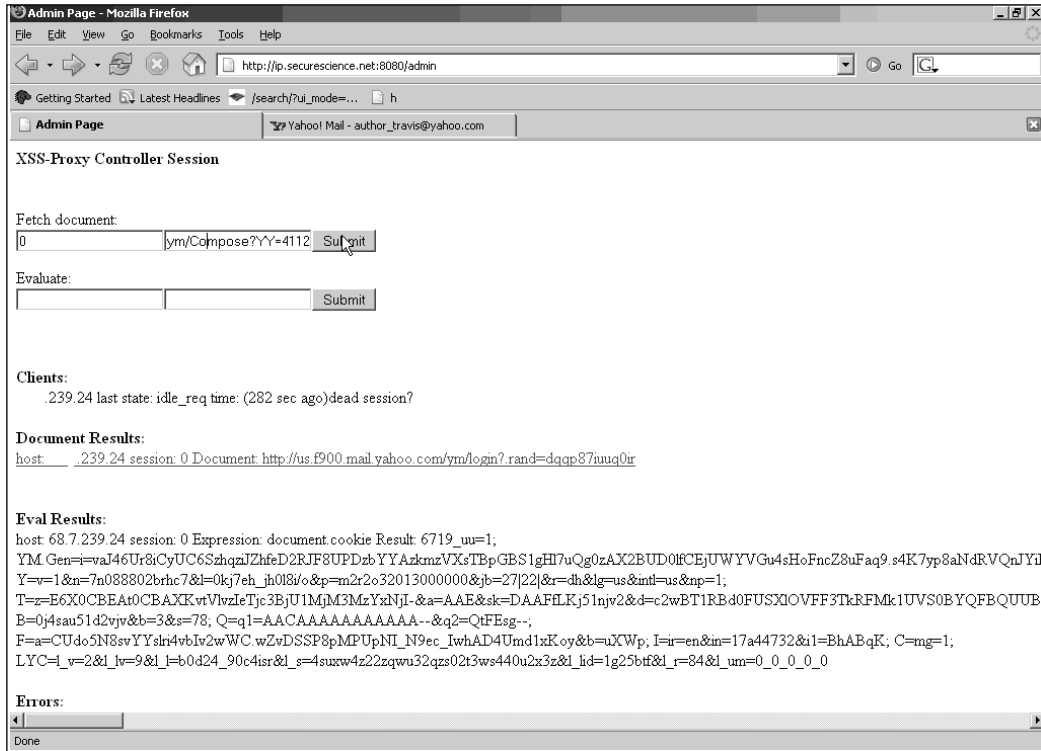 Admin Page - Mozilla Firefox
File Edit View Go Bookmarks Tools Help
http://ip.securescience.net:8080/admin Go G
Getting Started Latest Headlines /search/?ui_mode=... h
Admin Page Yahoo! Mail - author_travis@yahoo.com
XSS-Proxy Controller Session
Fetch document:
0 ym/Compose?YY=4112 Submit
Evaluate:
Submit
Clients:
.239.24 last state: idle_req time: (282 sec ago)dead session?
Document Results:
host: .239.24 session: 0 Document: http://us.f900.mail.yahoo.com/ym/login?.rand=dqqp87iuuq0ir
Eval Results:
host: 68.7.239.24 session: 0 Expression: document.cookie Result: 6719_uu=1;
Y=v=1&n=7n088802brhc7&l=0kj7eh_jh0l8i/o&p=m2r2o32013000000&jb=27|22|&r=dh&lg=us&intl=us&np=1;
B=0j4sau51d2vjv&b=3&s=78; Q=q1=AACAAAAAAAAAAA--&q2=QtFEsg--;
F=a=CUdo5N8svYYslri4vbIv2wWC.wZvDSSP8pMPUpNI_N9ec_IwhAD4Umd1xKoy&b=uXWp; I=ir=en&in=17a44732&i1=BhABqK; C=mg=1;
LYC=l_v=2&l_lv=9&l_l=b0d24_90c4isr&l_s=4suxw4z22zqwu32qzs02t3ws440u2x3z&l_lid=1g25btf&l_r=84&l_um=0_0_0_0_0
Errors:
Done